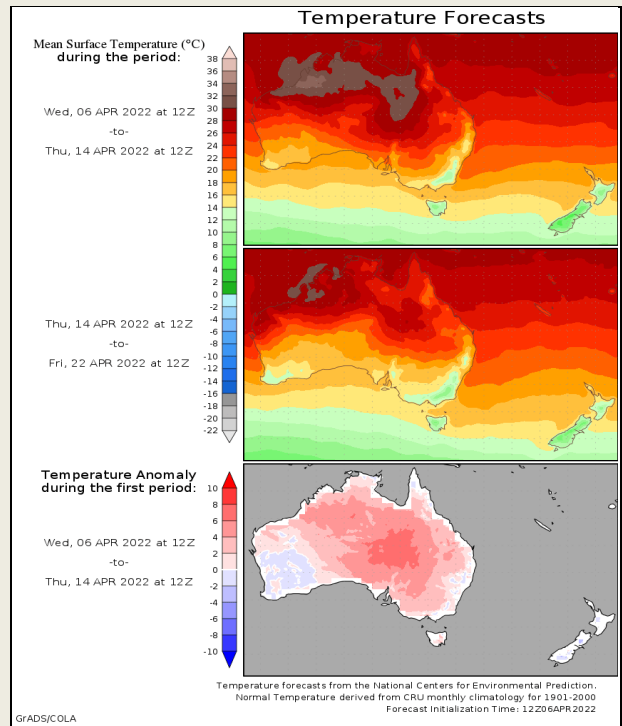 Temperature Forecasts
Mean Surface Temperature (°C)
during the period:
38
36
34
32
30
28
26
24
22
20
18
16
14
12
10
8
6
4
2
0
-2
-4
-6
-8
-10
-12
-14
-16
-18
-20
-22
Wed, 06 APR 2022 at 12Z
-to-
Thu, 14 APR 2022 at 12Z
Thu, 14 APR 2022 at 12Z
-to-
Fri, 22 APR 2022 at 12Z
Temperature Anomaly
during the first period:
10
8
6
4
2
0
-2
-4
-6
-8
-10
Wed, 06 APR 2022 at 12Z
-to-
Thu, 14 APR 2022 at 12Z
Temperature forecasts from the National Centers for Environmental Prediction.
Normal Temperature derived from CRU monthly climatology for 1901-2000
Forecast Initialization Time: 12Z06APR2022
GrADS/COLA